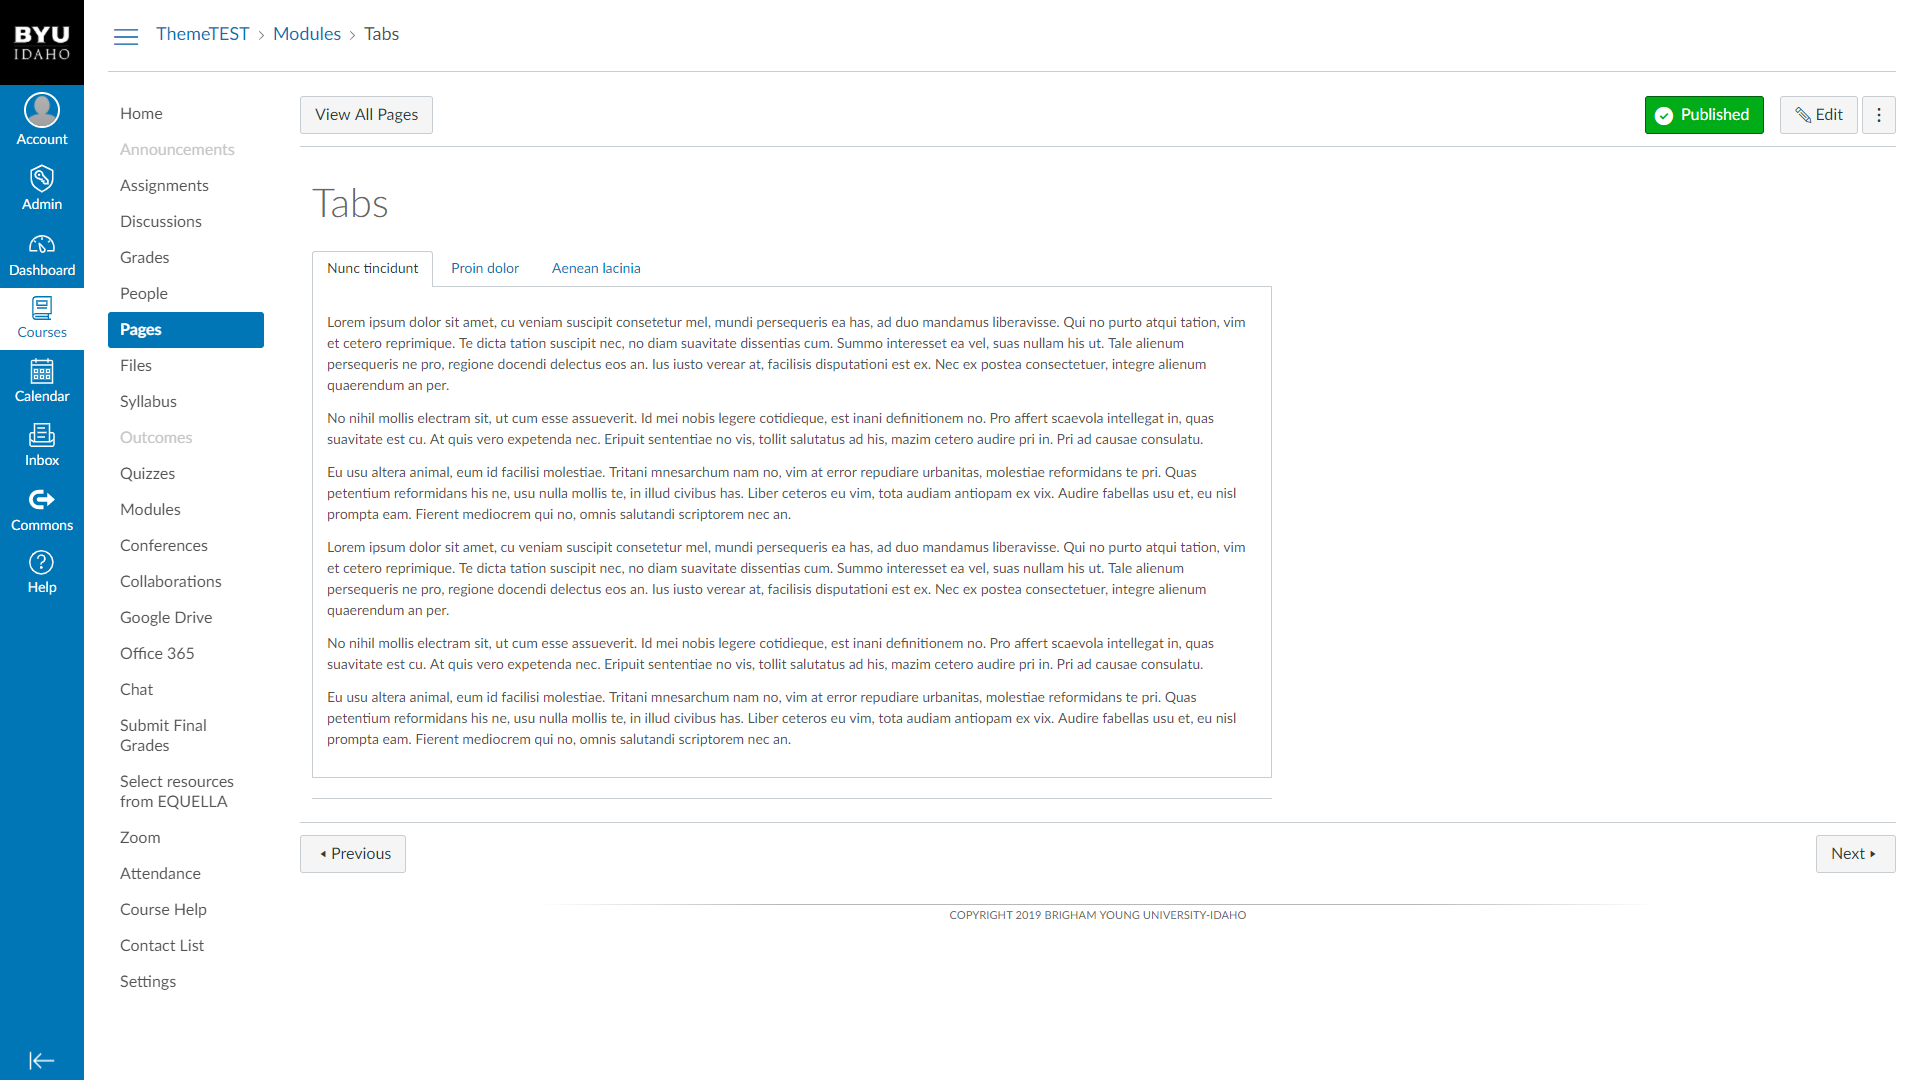 BYU
IDAHO
Account
Admin
Dashboard
Courses
Calendar
Inbox
Commons
Help
ThemeTEST > Modules > Tabs
Home
Announcements
Assignments
Discussions
Grades
People
Pages
Files
Syllabus
Outcomes
Quizzes
Modules
Conferences
Collaborations
Google Drive
Office 365
Chat
Submit Final
Grades
Select resources
from EQUELLA
Zoom
Attendance
Course Help
Contact List
Settings
View All Pages
Published
Edit
Tabs
Nunc tincidunt Proin dolor Aenean lacinia
Lorem ipsum dolor sit amet, cu veniam suscipit consetetur mel, mundi persequeris ea has, ad duo mandamus liberavisse. Qui no purto atqui tation, vim
et cetero reprimique. Te dicta tation suscipit nec, no diam suavitate dissentias cum. Summo interesset ea vel, suas nullam his ut. Tale alienum
persequeris ne pro, regione docendi delectus eos an. Ius iusto verear at, facilisis disputationi est ex. Nec ex postea consectetuer, integre alienum
quaerendum an per.
No nihil mollis electram sit, ut cum esse assueverit. Id mei nobis legere cotidieque, est inani definitionem no. Pro affert scaevola intellegat in, quas
suavitate est cu. At quis vero expetenda nec. Eripuit sententiae no vis, tollit salutatus ad his, mazim cetero audire pri in. Pri ad causae consulatu.
Eu usu altera animal, eum id facilisi molestiae. Tritani mnesarchum nam no, vim at error repudiare urbanitas, molestiae reformidans te pri. Quas
petentium reformidans his ne, usu nulla mollis te, in illud civibus has. Liber ceteros eu vim, tota audiam antiopam ex vix. Audire fabellas usu et, eu nisl
prompta eam. Fierent mediocrem qui no, omnis salutandi scriptorem nec an.
Lorem ipsum dolor sit amet, cu veniam suscipit consetetur mel, mundi persequeris ea has, ad duo mandamus liberavisse. Qui no purto atqui tation, vim
et cetero reprimique. Te dicta tation suscipit nec, no diam suavitate dissentias cum. Summo interesset ea vel, suas nullam his ut. Tale alienum
persequeris ne pro, regione docendi delectus eos an. Ius iusto verear at, facilisis disputationi est ex. Nec ex postea consectetuer, integre alienum
quaerendum an per.
No nihil mollis electram sit, ut cum esse assueverit. Id mei nobis legere cotidieque, est inani definitionem no. Pro affert scaevola intellegat in, quas
suavitate est cu. At quis vero expetenda nec. Eripuit sententiae no vis, tollit salutatus ad his, mazim cetero audire pri in. Pri ad causae consulatu.
Eu usu altera animal, eum id facilisi molestiae. Tritani mnesarchum nam no, vim at error repudiare urbanitas, molestiae reformidans te pri. Quas
petentium reformidans his ne, usu nulla mollis te, in illud civibus has. Liber ceteros eu vim, tota audiam antiopam ex vix. Audire fabellas usu et, eu nisl
prompta eam. Fierent mediocrem qui no, omnis salutandi scriptorem nec an.
Previous
Next
COPYRIGHT 2019 BRIGHAM YOUNG UNIVERSITY-IDAHO